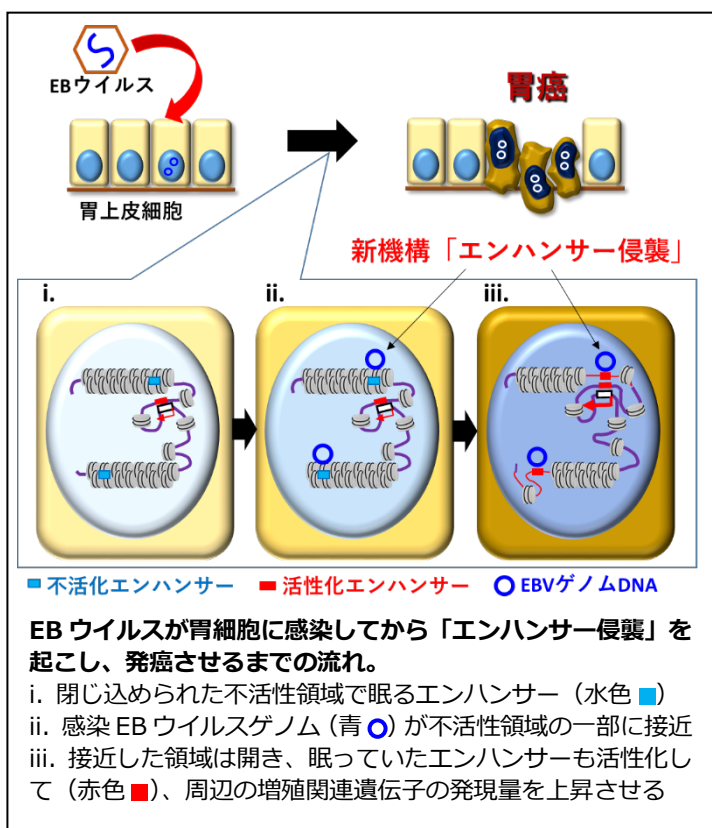 EBウイルス
胃癌
胃上皮細胞
新機構「エンハンサー侵襲」
i.
ii.
iii.
不活化エンハンサー
活性化エンハンサー
EBVゲノムDNA
EB ウイルスが胃細胞に感染してから「エンハンサー侵襲」を
起こし、発癌させるまでの流れ。
i. 閉じ込められた不活性領域で眠るエンハンサー（水色 ■）
ii. 感染 EB ウイルスゲノム（青 ○）が不活性領域の一部に接近
iii. 接近した領域は開き、眠っていたエンハンサーも活性化し
て（赤色 ■）、周辺の増殖関連遺伝子の発現量を上昇させる